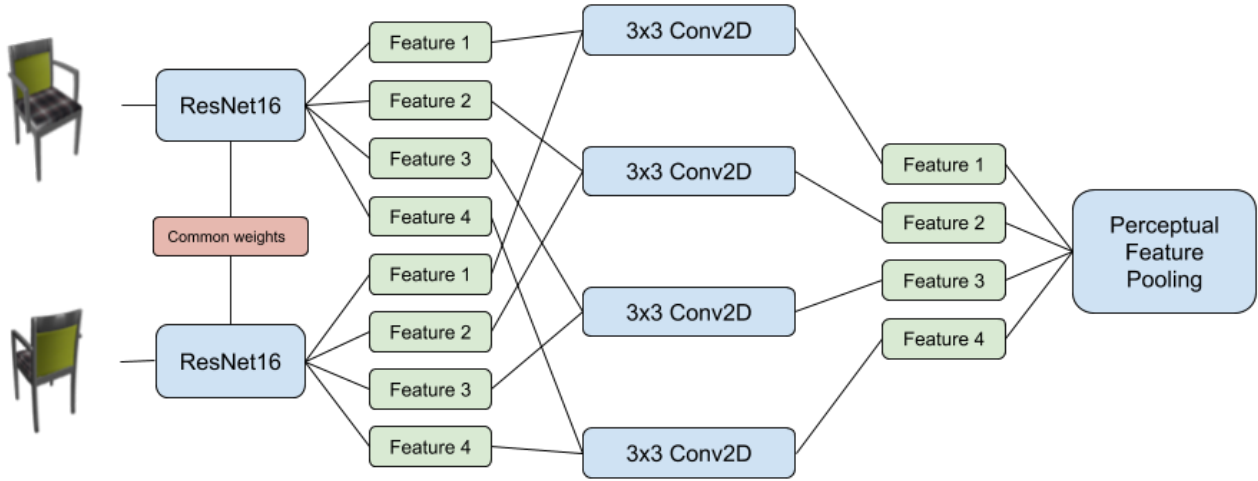 ResNet16
Common weights
ResNet16
Feature 1
Feature 2
Feature 3
Feature 4
Feature 1
Feature 2
Feature 3
Feature 4
3x3 Conv2D
3x3 Conv2D
3x3 Conv2D
3x3 Conv2D
Feature 1
Feature 2
Feature 3
Feature 4
Perceptual
Feature
Pooling